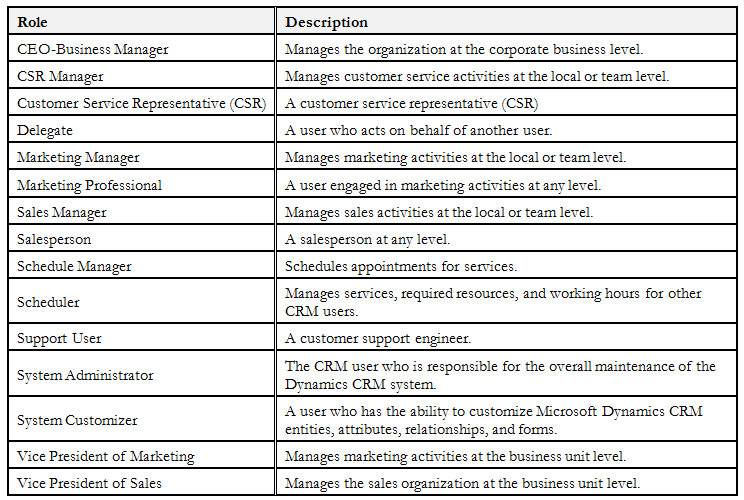 Role Description
CEO-Business Manager Manages the organization at the corporate business level.
CSR Manager Manages customer service activities at the local or team level.
Customer Service Representative (CSR) A customer service representative (CSR)
Delegate A user who acts on behalf of another user.
Marketing Manager Manages marketing activities at the local or team level.
Marketing Professional A user engaged in marketing activities at any level.
Sales Manager Manages sales activities at the local or team level.
Salesperson A salesperson at any level.
Schedule Manager Schedules appointments for services.
Scheduler Manages services, required resources, and working hours for other
CRM users.
Support User A customer support engineer.
System Administrator The CRM user who is responsible for the overall maintenance of the
Dynamics CRM system.
System Customizer A user who has the ability to customize Microsoft Dynamics CRM
entities, attributes, relationships, and forms.
Vice President of Marketing Manages marketing activities at the business unit level.
Vice President of Sales Manages the sales organization at the business unit level.